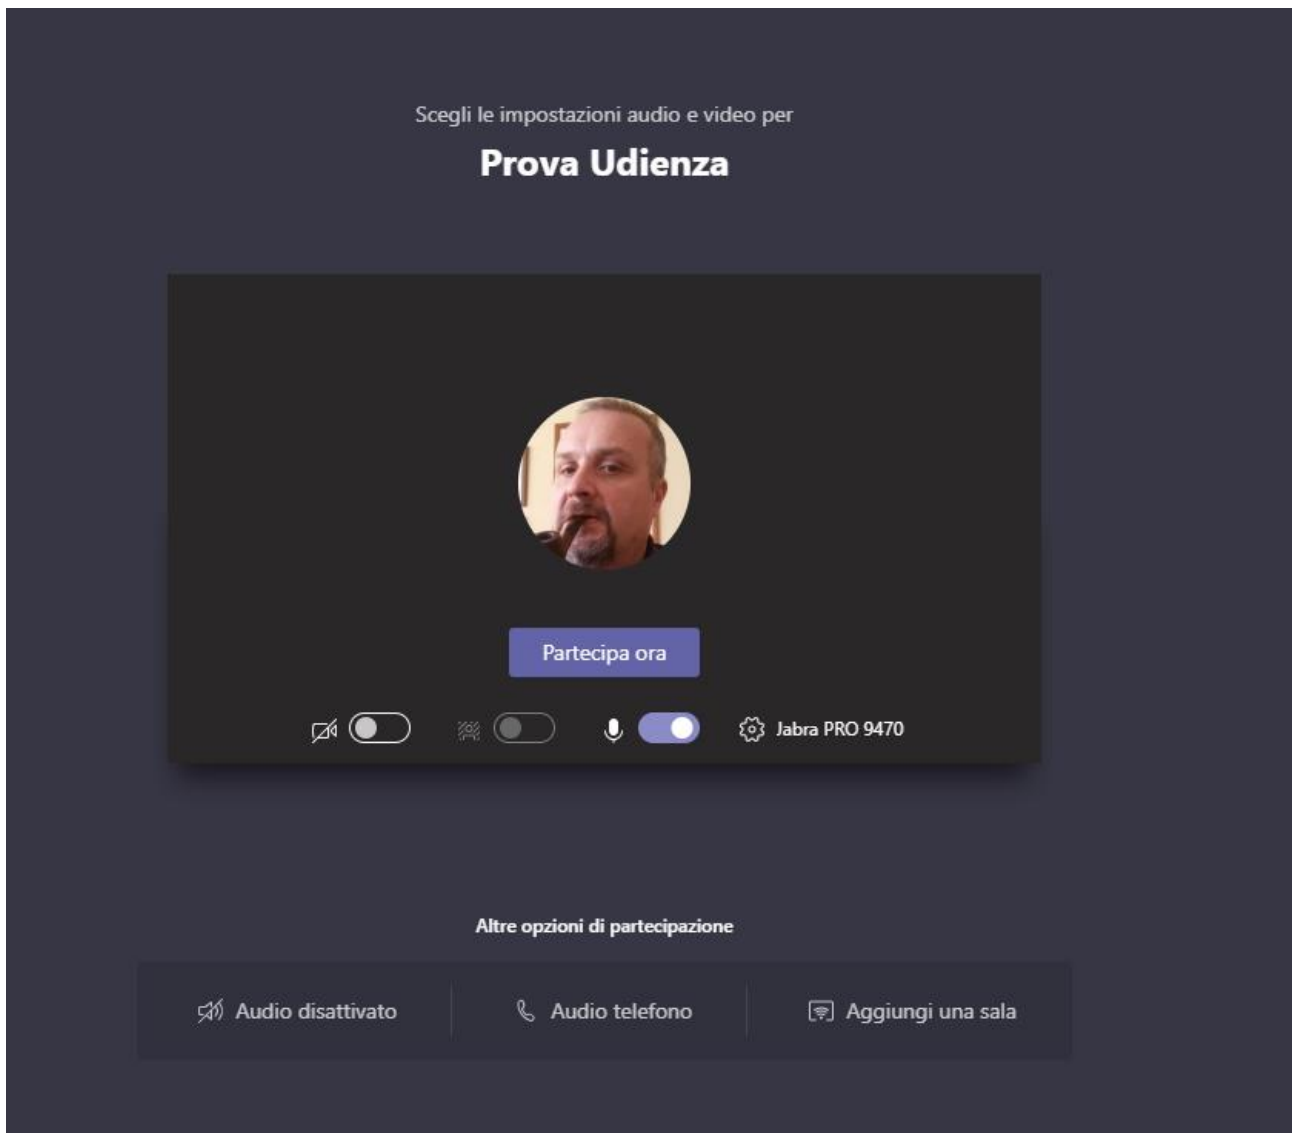 Scegli le impostazioni audio e video per
Prova Udienza
Partecipa ora
Jabra PRO 9470
Altre opzioni di partecipazione
Audio disattivato
Audio telefono
Aggiungi una sala